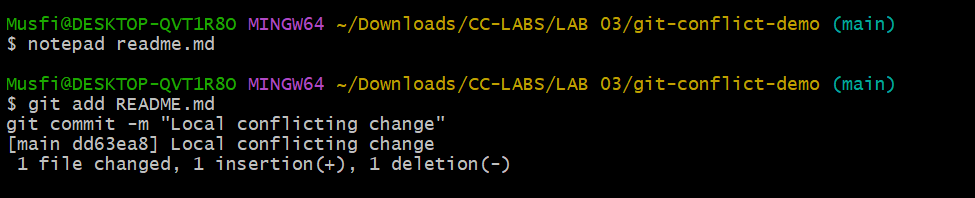 Musfi@DESKTOP-QVT1R8O MINGW64 ~/Downloads/CC-LABS/LAB 03/git-conflict-demo (main)
$ notepad readme.md
Musfi@DESKTOP-QVT1R8O MINGW64 ~/Downloads/CC-LABS/LAB 03/git-conflict-demo (main)
$ git add README.md
git commit -m "Local conflicting change"
[main dd63ea8] Local conflicting change
 1 file changed, 1 insertion(+), 1 deletion(-)